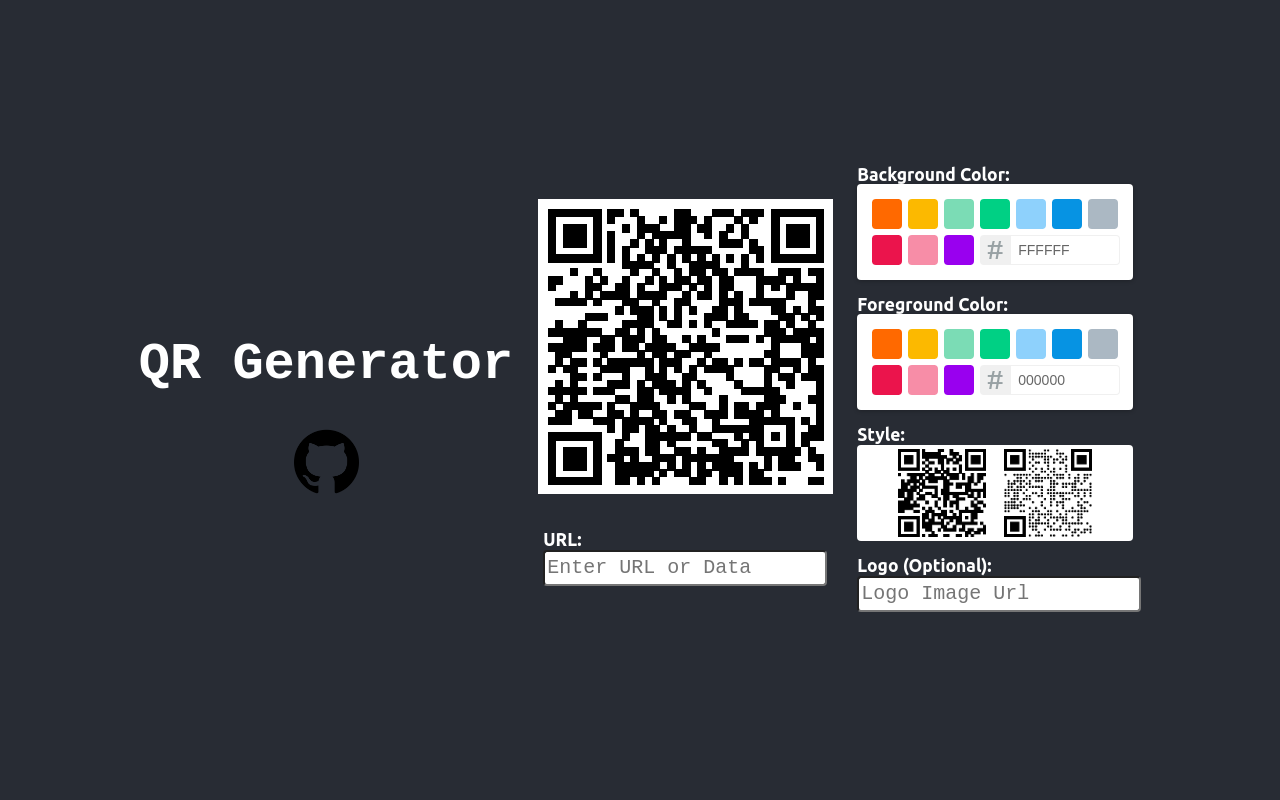 QR Generator
URL:
Enter URL or Data
Background Color:
# FFFFFF
Foreground Color:
# 000000
Style:
Logo (Optional):
Logo Image Url